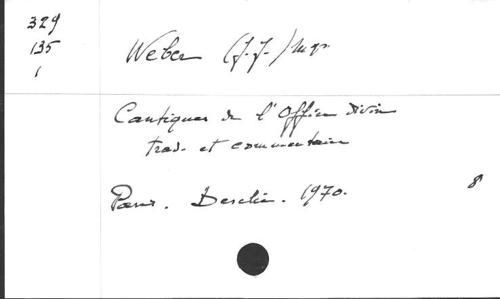 329
135
1
Weber (J.J.) Mgr.
Cantiques de l'Office divin
trad. et commentaire
Paris. Desclée. 1970.
8